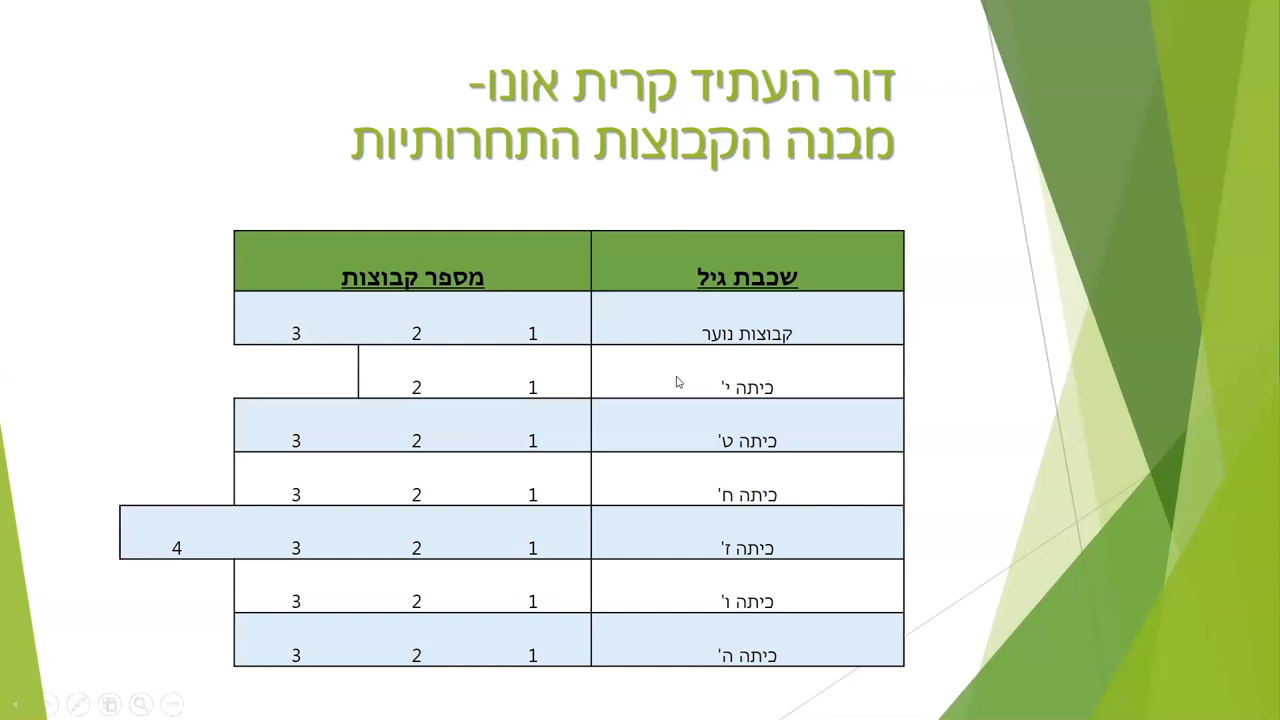 דור העתיד קרית אונו-
מבנה הקבוצות התחרותיות
שכבת גיל מספר קבוצות
קבוצות נוער 1 2 3
כיתה י' 1 2
כיתה ט' 1 2 3
כיתה ח' 1 2 3
כיתה ז' 1 2 3 4
כיתה ו' 1 2 3
כיתה ה' 1 2 3